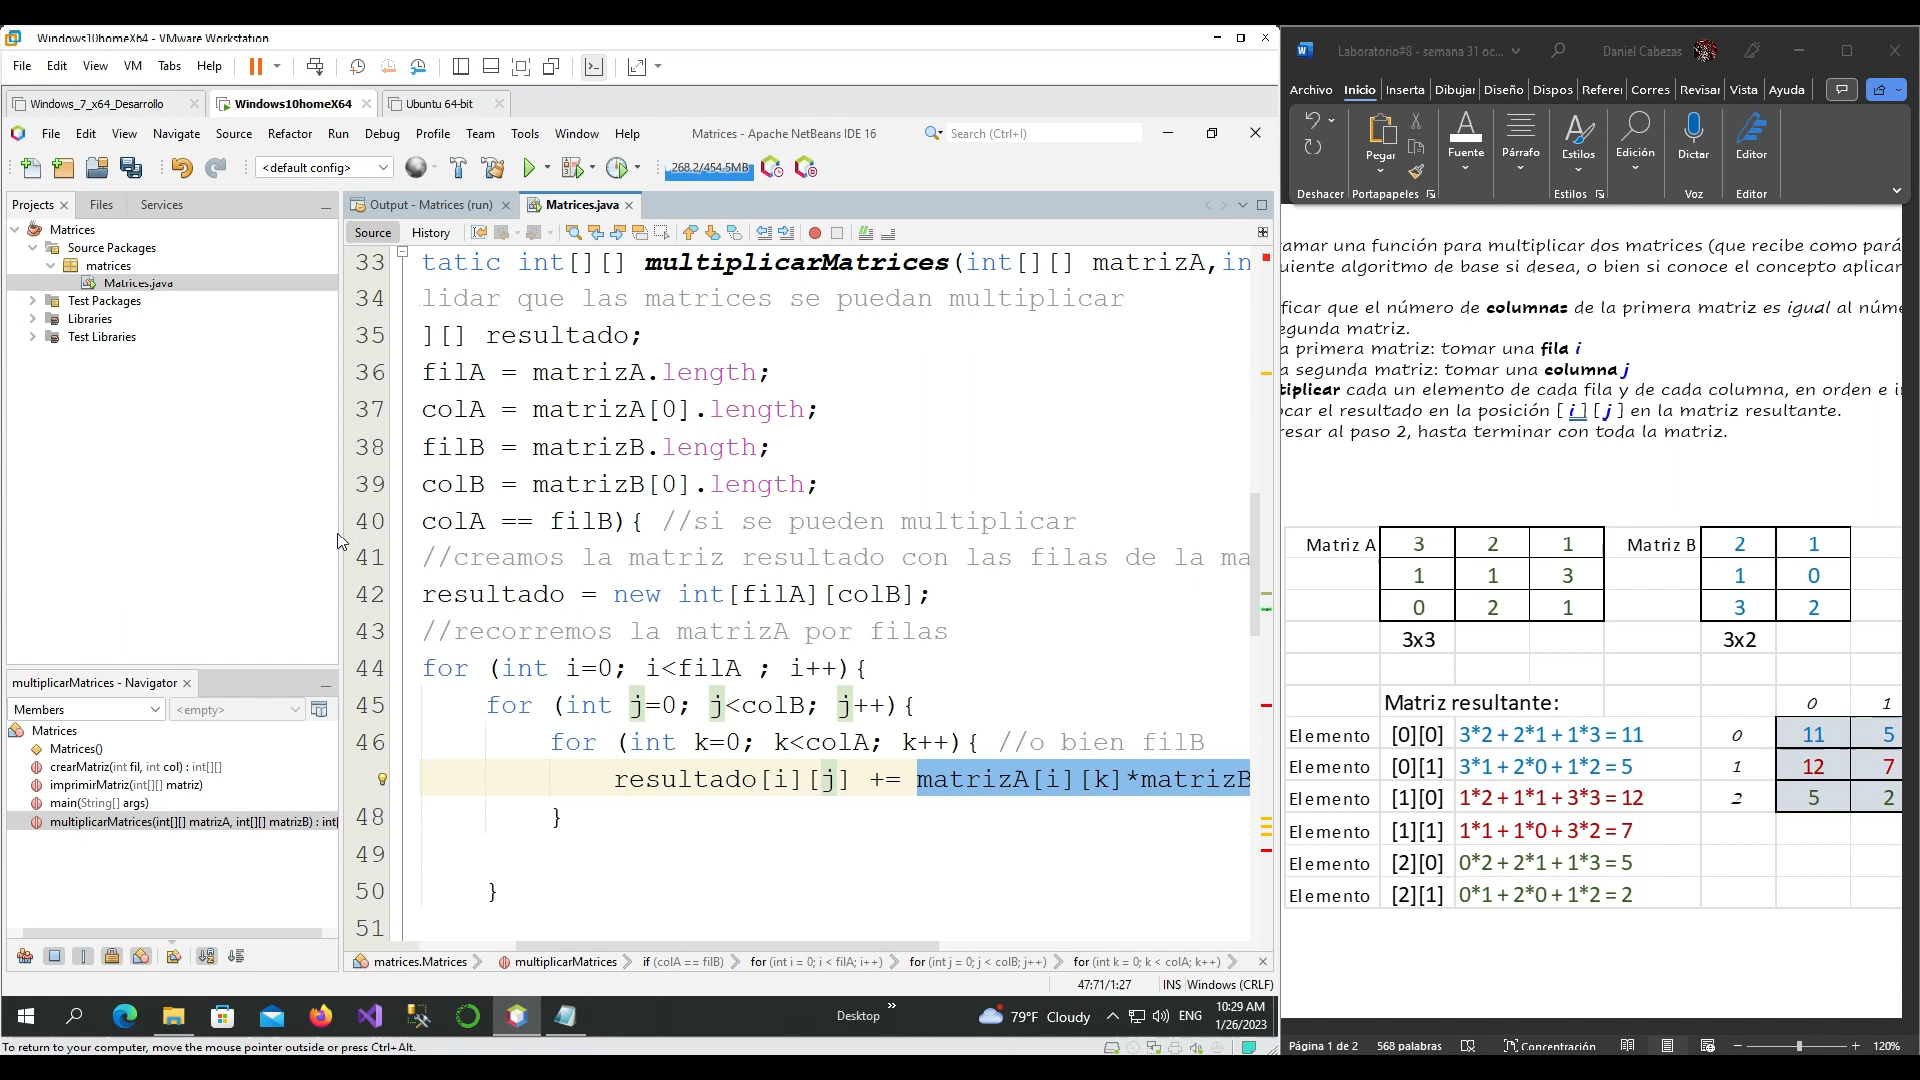 Windows10homeX64 - VMware Workstation
File Edit View VM Tabs Help
Windows_7_x64_Desarrollo
Windows10homeX64
Ubuntu 64-bit
File Edit View Navigate Source Refactor Run Debug Profile Team Tools Window Help
Matrices - Apache NetBeans IDE 16
Search (Ctrl+I)
<default config>
268.2/454.5MB
Projects Files Services
Matrices
Source Packages
matrices
Matrices.java
Test Packages
Libraries
Test Libraries
multiplicarMatrices - Navigator
Members
<empty>
Matrices
Matrices()
crearMatriz(int fil, int col) : int[][]
imprimirMatriz(int[][] matriz)
main(String[] args)
multiplicarMatrices(int[][] matrizA, int[][] matrizB) : int[
Output - Matrices (run)
Matrices.java
Source History
33 tatic int[][] multiplicarMatrices(int[][] matrizA,in
34 lidar que las matrices se puedan multiplicar
35 ][] resultado;
36 filA = matrizA.length;
37 colA = matrizA[0].length;
38 filB = matrizB.length;
39 colB = matrizB[0].length;
40 colA == filB){ //si se pueden multiplicar
41 //creamos la matriz resultado con las filas de la ma
42 resultado = new int[filA][colB];
43 //recorremos la matrizA por filas
44 for (int i=0; i<filA ; i++){
45 for (int j=0; j<colB; j++){
46 for (int k=0; k<colA; k++){ //o bien filB
resultado[i][j] += matrizA[i][k]*matrizB
48 }
49
50 }
51
matrices.Matrices
multiplicarMatrices
if (colA == filB)
for (int i = 0; i < filA; i++)
for (int j = 0; j < colB; j++)
for (int k = 0; k < colA; k++)
47:71/1:27 INS Windows (CRLF)
Desktop
79°F Cloudy
ENG
10:29 AM
1/26/2023
To return to your computer, move the mouse pointer outside or press Ctrl+Alt.
Laboratorio#8 - semana 31 oc...
Daniel Cabezas
Archivo Inicio Inserta Dibujar Diseño Dispos Referer Corres Revisar Vista Ayuda
Pegar Fuente Párrafo Estilos Edición Dictar Editor
Deshacer Portapapeles Estilos Voz Editor
ramar una función para multiplicar dos matrices (que recibe como pará
uiente algoritmo de base si desea, o bien si conoce el concepto aplicar
ficar que el número de columnas de la primera matriz es igual al núme
egunda matriz.
a primera matriz: tomar una fila i
a segunda matriz: tomar una columna j
tiplicar cada un elemento de cada fila y de cada columna, en orden e i
ocar el resultado en la posición [ i ] [ j ] en la matriz resultante.
resar al paso 2, hasta terminar con toda la matriz.
Matriz A 3 2 1 Matriz B 2 1
1 1 3 1 0
0 2 1 3 2
3x3 3x2
Matriz resultante: 0 1
Elemento [0][0] 3*2 + 2*1 + 1*3 = 11 0 11 5
Elemento [0][1] 3*1 + 2*0 + 1*2 = 5 1 12 7
Elemento [1][0] 1*2 + 1*1 + 3*3 = 12 2 5 2
Elemento [1][1] 1*1 + 1*0 + 3*2 = 7
Elemento [2][0] 0*2 + 2*1 + 1*3 = 5
Elemento [2][1] 0*1 + 2*0 + 1*2 = 2
Página 1 de 2 568 palabras Concentración 120%